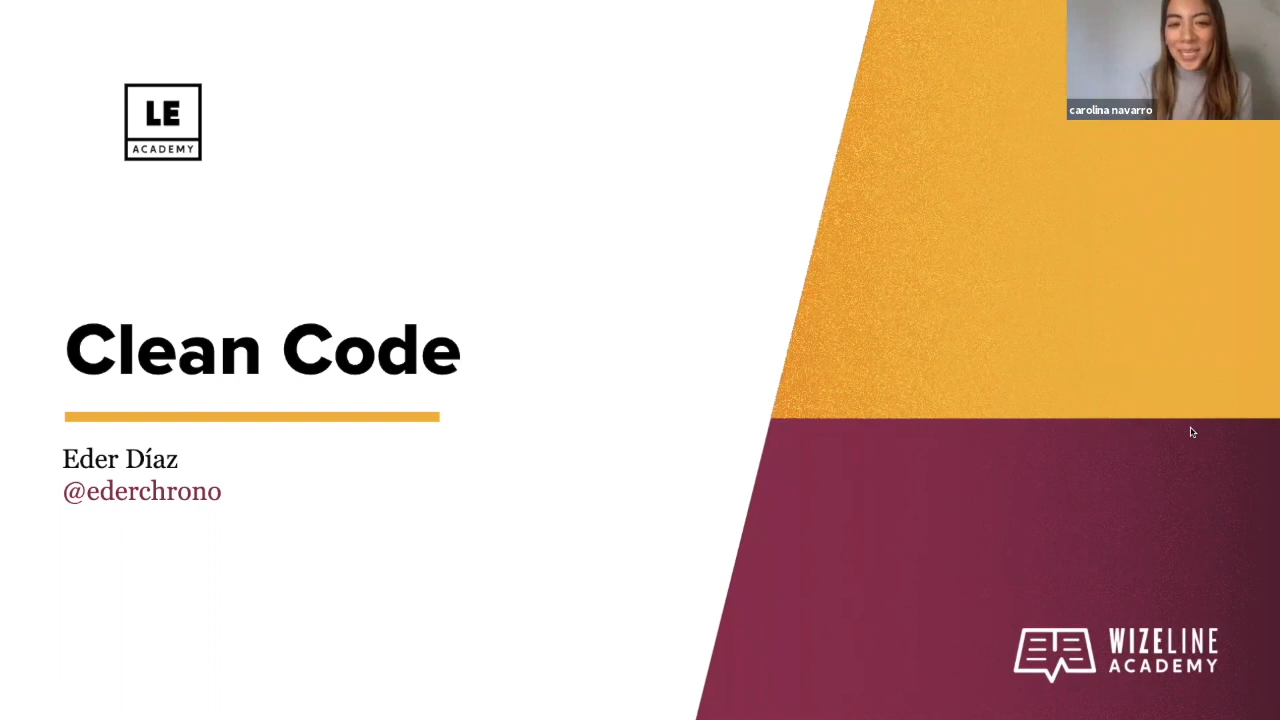 carolina navarro
LE
ACADEMY
Clean Code
Eder Díaz
@ederchrono
WIZELINE
ACADEMY